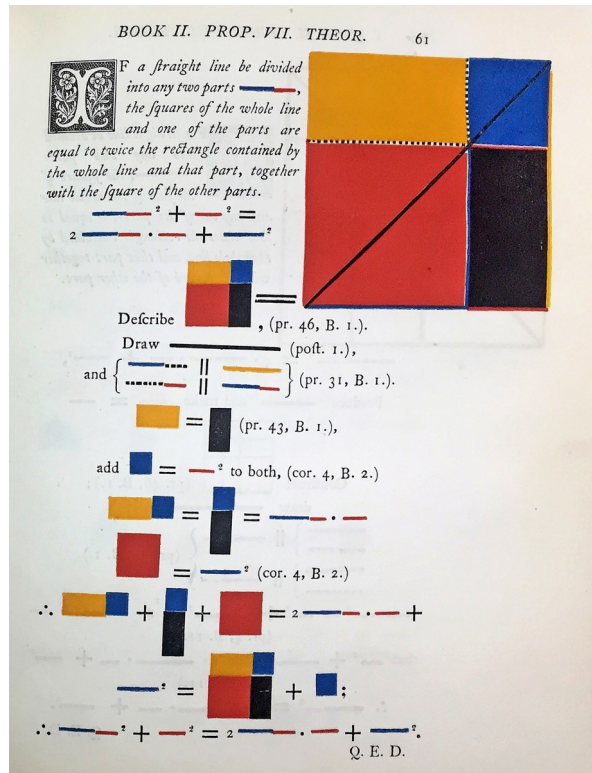 BOOK II. PROP. VII. THEOR. 61
IF a ſtraight line be divided
into any two parts ,
the ſquares of the whole line
and one of the parts are
equal to twice the rectangle contained by
the whole line and that part, together
with the ſquare of the other parts.
² + ² =
2 · + ²
=
Deſcribe , (pr. 46, B. 1.).
Draw (poſt. 1.),
and { || || } (pr. 31, B. 1.).
= (pr. 43, B. 1.),
add = ² to both, (cor. 4, B. 2.)
= = ·
= ² (cor. 4, B. 2.)
∴ + + = 2 · +
² = + ;
∴ ² + ² = 2 · + ².
Q. E. D.